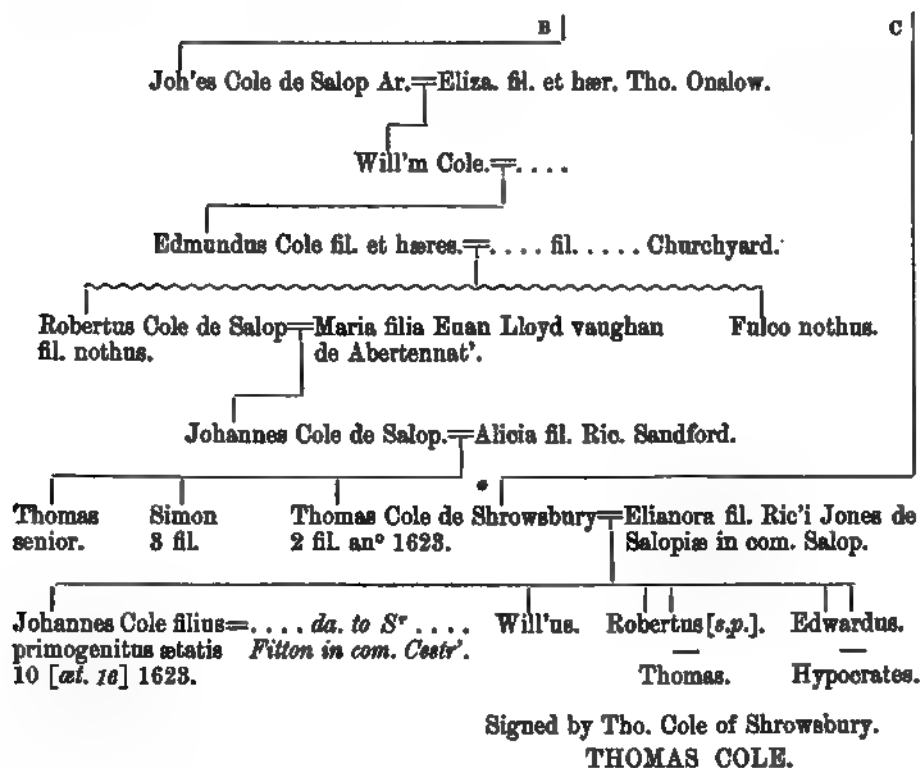 B C
Joh'es Cole de Salop Ar.=Eliza. fil. et hær. Tho. Onslow.
Will'm Cole.=. . . .
Edmundus Cole fil. et hæres.=. . . . fil. . . . . Churchyard.
Robertus Cole de Salop=Maria filia Euan Lloyd vaughan Fulco nothus.
fil. nothus. de Abertennat'.
Johannes Cole de Salop.=Alicia fil. Ric. Sandford.
Thomas Simon Thomas Cole de Shrowsbury=Elianora fil. Ric'i Jones de
senior. 3 fil. 2 fil. anº 1623. Salopiæ in com. Salop.
Johannes Cole filius=. . . . da. to Sʳ . . . . Will'us. Robertus [s.p.]. Edwardus.
primogenitus ætatis Fitton in com. Cestr'. — —
10 [æt. 16] 1623. Thomas. Hypocrates.
Signed by Tho. Cole of Shrowsbury.
THOMAS COLE.